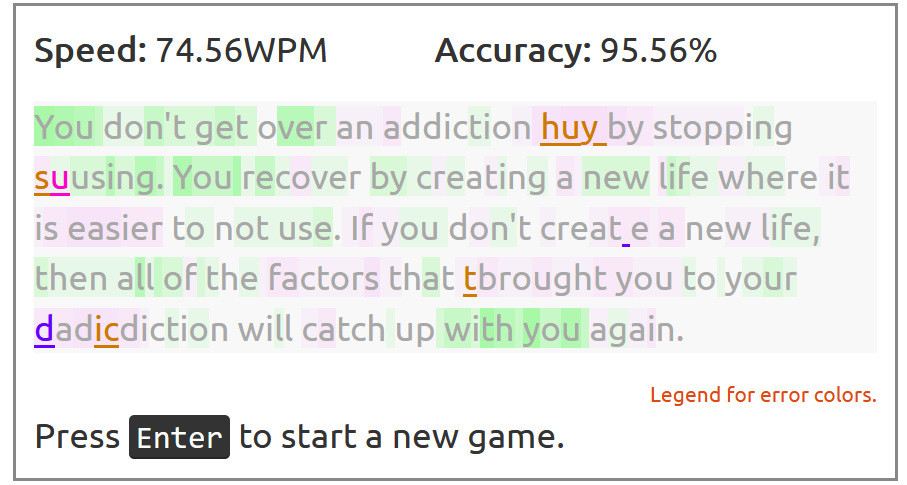 Speed: 74.56WPM Accuracy: 95.56%
You don't get over an addiction huy by stopping
suusing. You recover by creating a new life where it
is easier to not use. If you don't creat e a new life,
then all of the factors that tbrought you to your
dadicdiction will catch up with you again.
Legend for error colors.
Press Enter to start a new game.